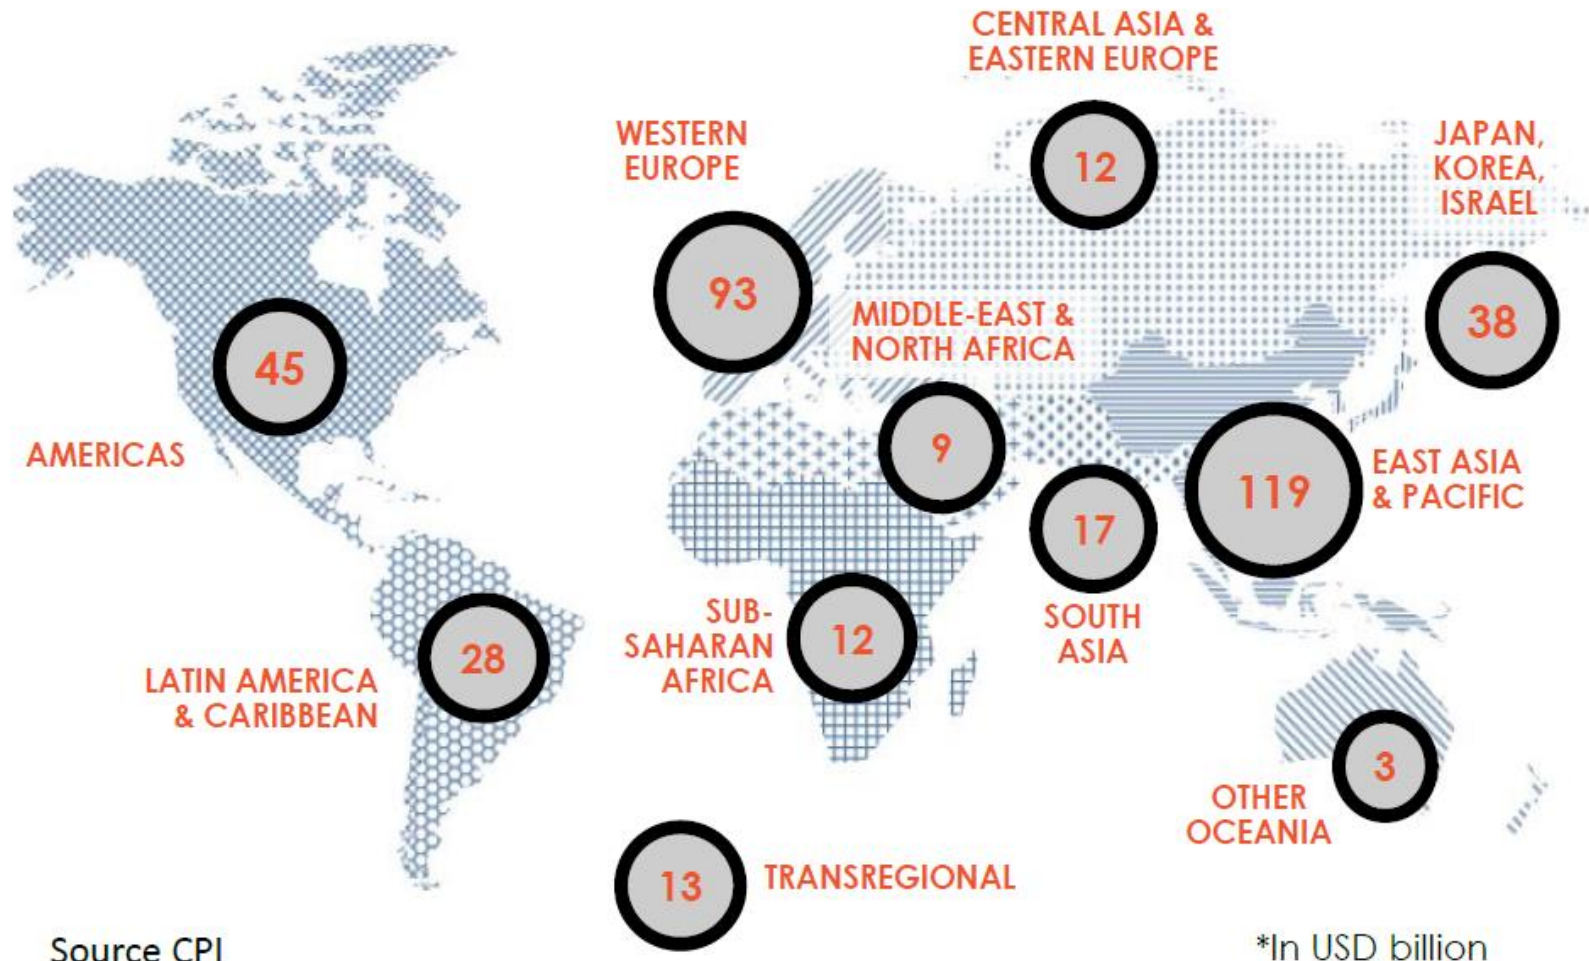 CENTRAL ASIA &
EASTERN EUROPE
12
WESTERN
EUROPE
93
JAPAN,
KOREA,
ISRAEL
38
MIDDLE-EAST &
NORTH AFRICA
9
45
AMERICAS
119
EAST ASIA
& PACIFIC
17
SOUTH
ASIA
SUB-
SAHARAN
AFRICA
12
28
LATIN AMERICA
& CARIBBEAN
3
OTHER
OCEANIA
13
TRANSREGIONAL
Source CPI
*In USD billion